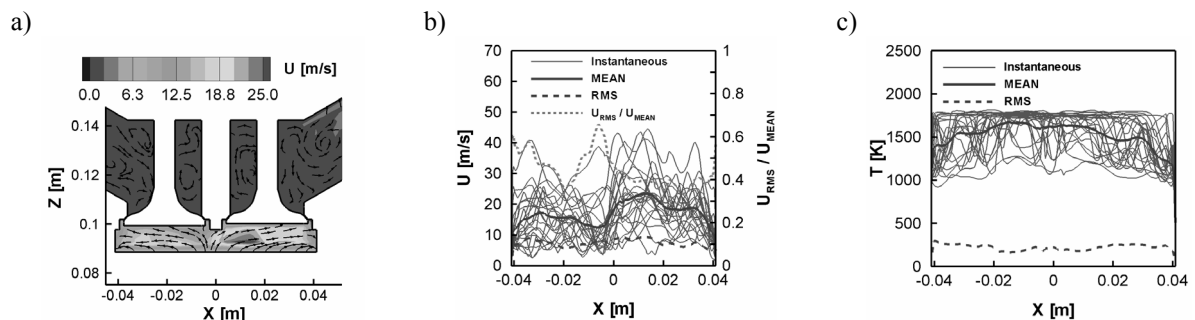 a)
U [m/s]
0.0 6.3 12.5 18.8 25.0
0.14
0.12
0.1
0.08
Z [m]
-0.04 -0.02 0 0.02 0.04
X [m]
b)
70
60
50
40
30
20
10
0
U [m/s]
Instantaneous
MEAN
RMS
U_RMS / U_MEAN
1
0.8
0.6
0.4
0.2
0
U_RMS / U_MEAN
-0.04 -0.02 0 0.02 0.04
X [m]
c)
2500
2000
1500
1000
500
0
T [K]
Instantaneous
MEAN
RMS
-0.04 -0.02 0 0.02 0.04
X [m]